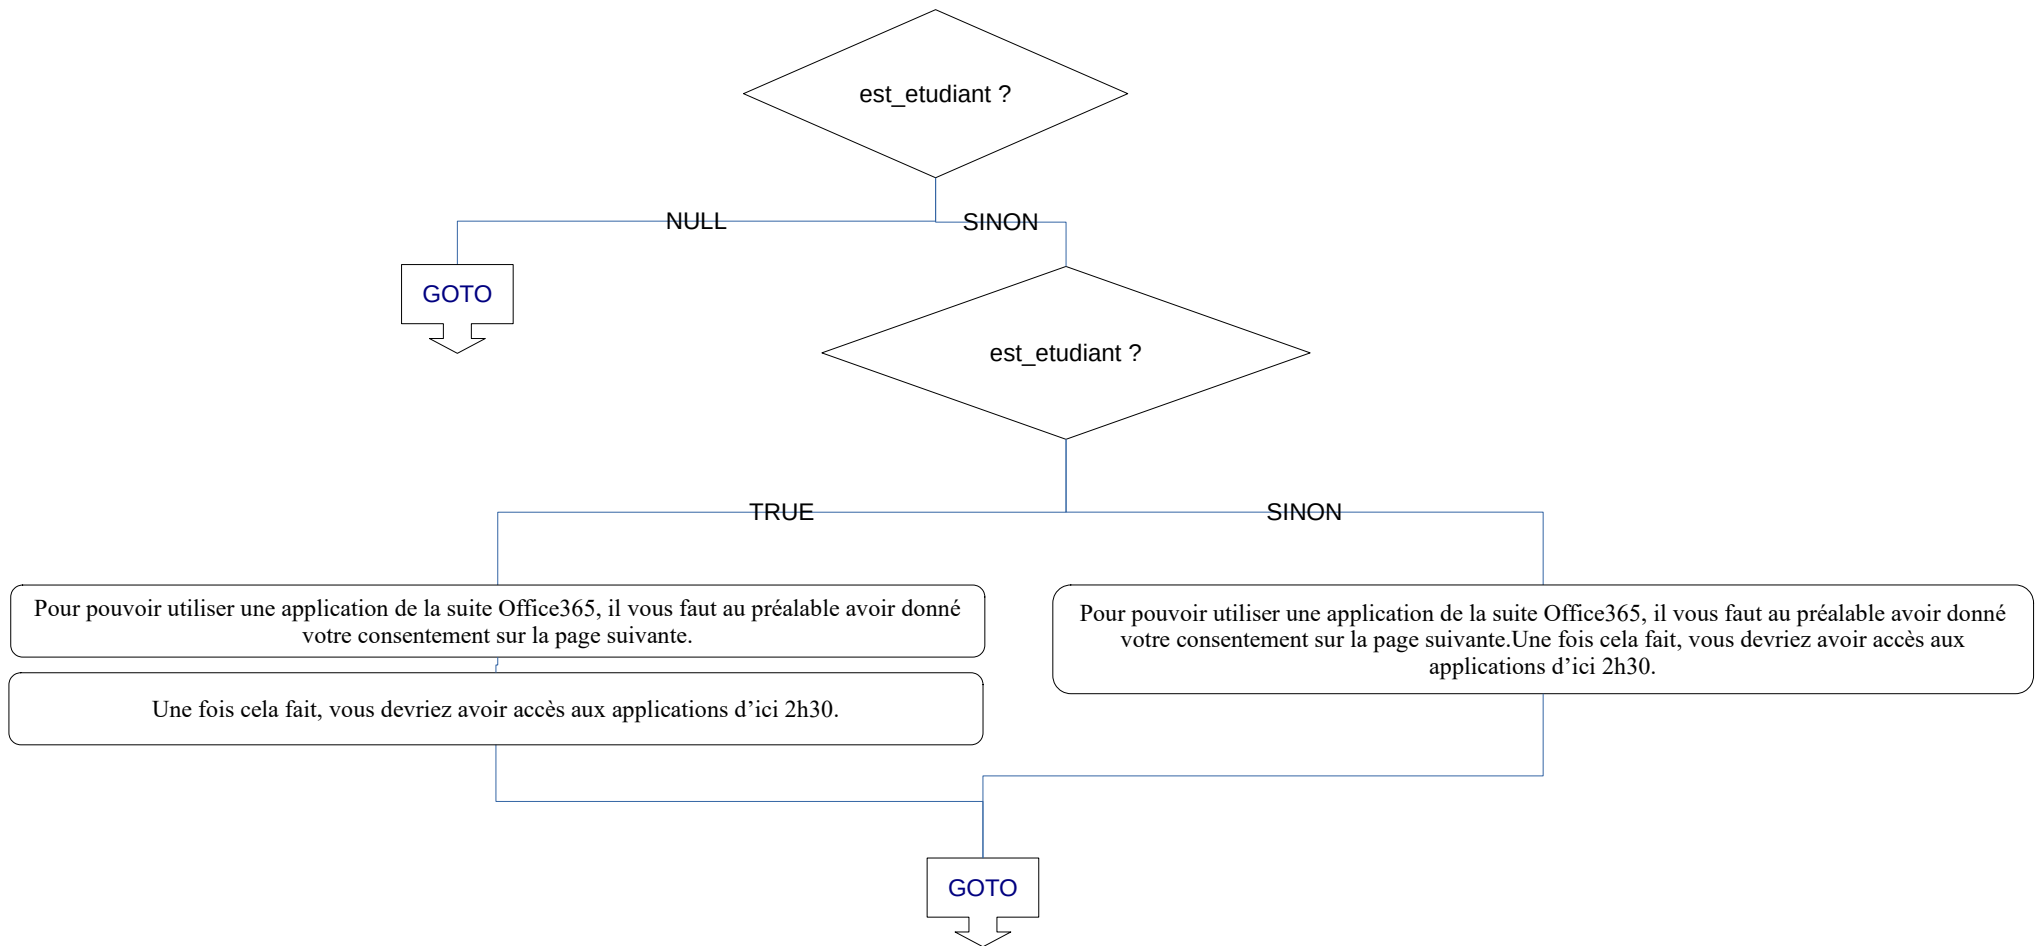 est_etudiant ?
NULL
SINON
GOTO
est_etudiant ?
TRUE
SINON
Pour pouvoir utiliser une application de la suite Office365, il vous faut au préalable avoir donné
votre consentement sur la page suivante.
Pour pouvoir utiliser une application de la suite Office365, il vous faut au préalable avoir donné
votre consentement sur la page suivante.Une fois cela fait, vous devriez avoir accès aux
applications d’ici 2h30.
Une fois cela fait, vous devriez avoir accès aux applications d’ici 2h30.
GOTO